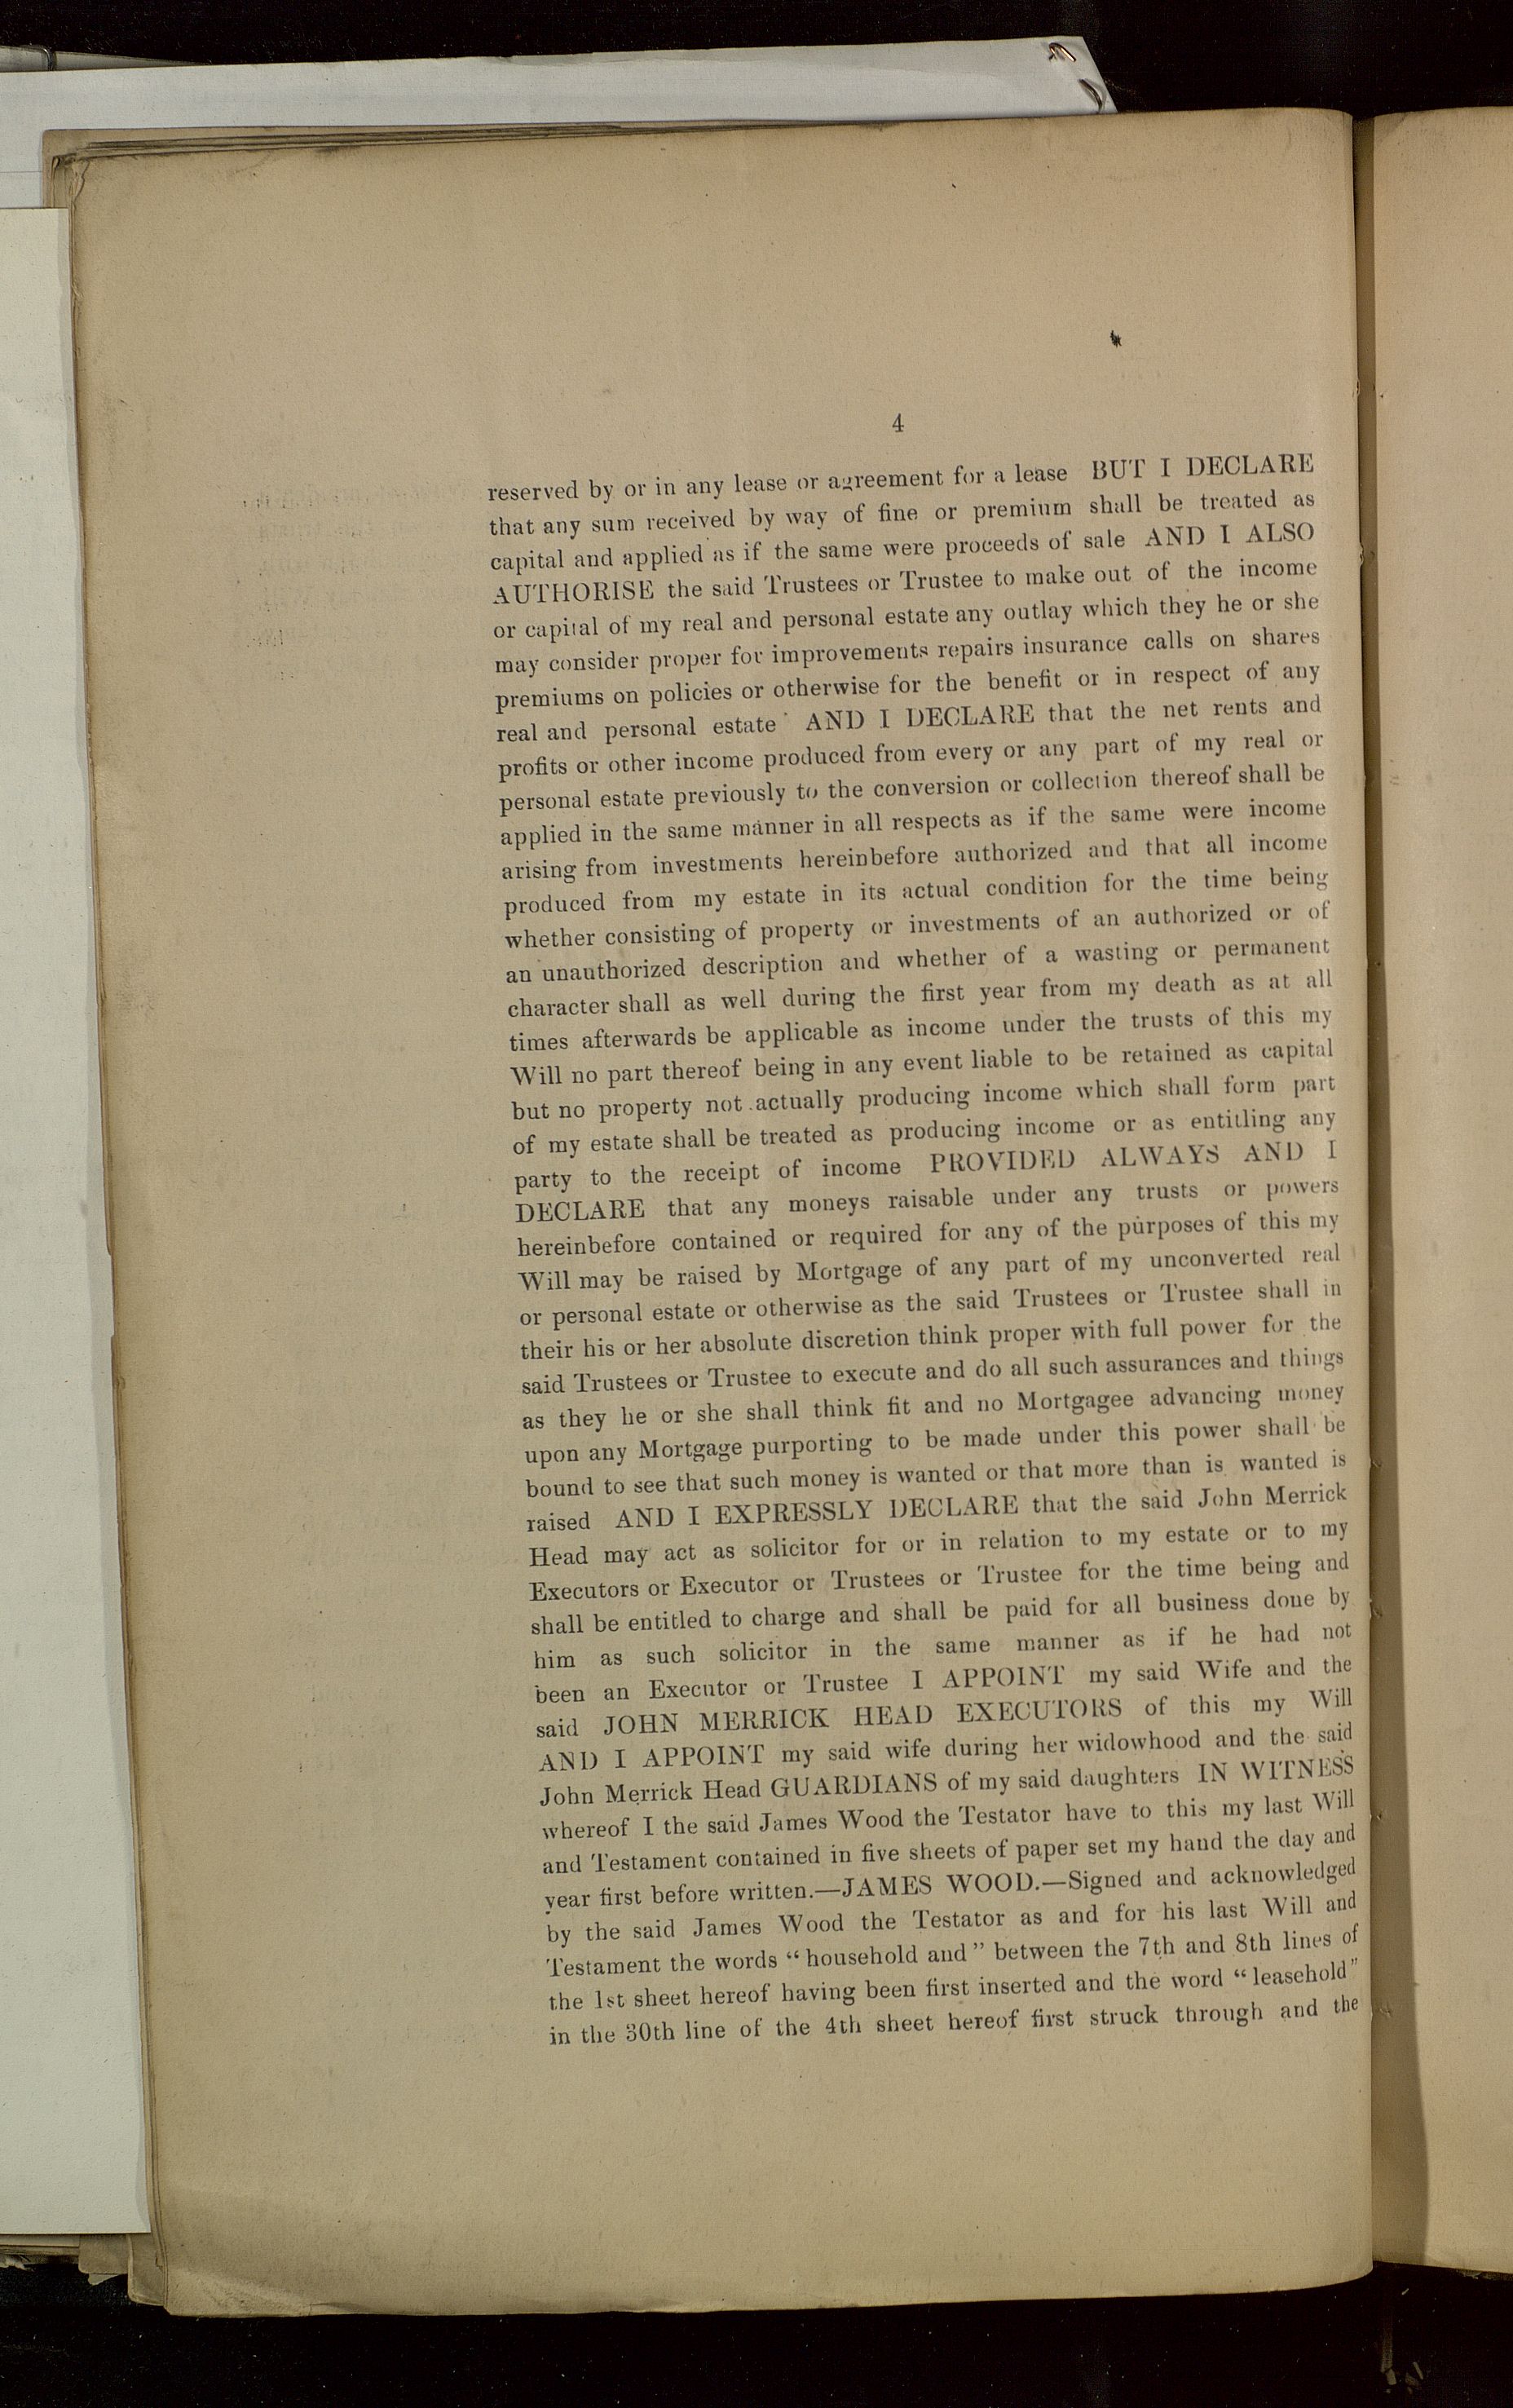 4
reserved by or in any lease or agreement for a lease BUT I DECLARE
that any sum received by way of fine or premium shall be treated as
capital and applied as if the same were proceeds of sale AND I ALSO
AUTHORISE the said Trustees or Trustee to make out of the income
or capital of my real and personal estate any outlay which they he or she
may consider proper for improvements repairs insurance calls on shares
premiums on policies or otherwise for the benefit or in respect of any
real and personal estate AND I DECLARE that the net rents and
profits or other income produced from every or any part of my real or
personal estate previously to the conversion or collection thereof shall be
applied in the same manner in all respects as if the same were income
arising from investments hereinbefore authorized and that all income
produced from my estate in its actual condition for the time being
whether consisting of property or investments of an authorized or of
an unauthorized description and whether of a wasting or permanent
character shall as well during the first year from my death as at all
times afterwards be applicable as income under the trusts of this my
Will no part thereof being in any event liable to be retained as capital
but no property not actually producing income which shall form part
of my estate shall be treated as producing income or as entitling any
party to the receipt of income PROVIDED ALWAYS AND I
DECLARE that any moneys raisable under any trusts or powers
hereinbefore contained or required for any of the purposes of this my
Will may be raised by Mortgage of any part of my unconverted real
or personal estate or otherwise as the said Trustees or Trustee shall in
their his or her absolute discretion think proper with full power for the
said Trustees or Trustee to execute and do all such assurances and things
as they he or she shall think fit and no Mortgagee advancing money
upon any Mortgage purporting to be made under this power shall be
bound to see that such money is wanted or that more than is wanted is
raised AND I EXPRESSLY DECLARE that the said John Merrick
Head may act as solicitor for or in relation to my estate or to my
Executors or Executor or Trustees or Trustee for the time being and
shall be entitled to charge and shall be paid for all business done by
him as such solicitor in the same manner as if he had not
been an Executor or Trustee I APPOINT my said Wife and the
said JOHN MERRICK HEAD EXECUTORS of this my Will
AND I APPOINT my said wife during her widowhood and the said
John Merrick Head GUARDIANS of my said daughters IN WITNESS
whereof I the said James Wood the Testator have to this my last Will
and Testament contained in five sheets of paper set my hand the day and
year first before written.—JAMES WOOD.—Signed and acknowledged
by the said James Wood the Testator as and for his last Will and
Testament the words “household and” between the 7th and 8th lines of
the 1st sheet hereof having been first inserted and the word “leasehold”
in the 30th line of the 4th sheet hereof first struck through and the